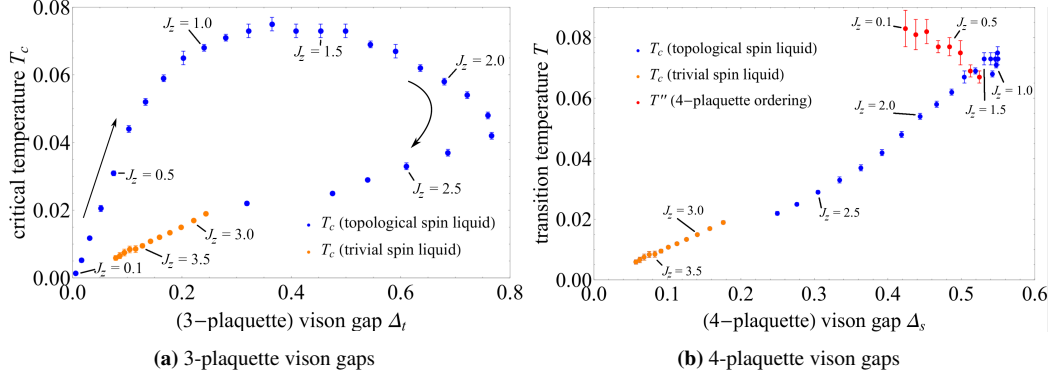 critical temperature T_c
0.08
0.06
0.04
0.02
0.00
0.0
0.2
0.4
0.6
0.8
J_z = 1.0
J_z = 1.5
J_z = 2.0
J_z = 0.5
J_z = 2.5
J_z = 3.0
J_z = 3.5
J_z = 0.1
T_c (topological spin liquid)
T_c (trivial spin liquid)
(3−plaquette) vison gap Δ_t
(a) 3-plaquette vison gaps
transition temperature T
0.08
0.06
0.04
0.02
0.00
0.0
0.1
0.2
0.3
0.4
0.5
0.6
J_z = 0.1
J_z = 0.5
T_c (topological spin liquid)
T_c (trivial spin liquid)
T′′ (4−plaquette ordering)
J_z = 1.0
J_z = 1.5
J_z = 2.0
J_z = 2.5
J_z = 3.0
J_z = 3.5
(4−plaquette) vison gap Δ_s
(b) 4-plaquette vison gaps